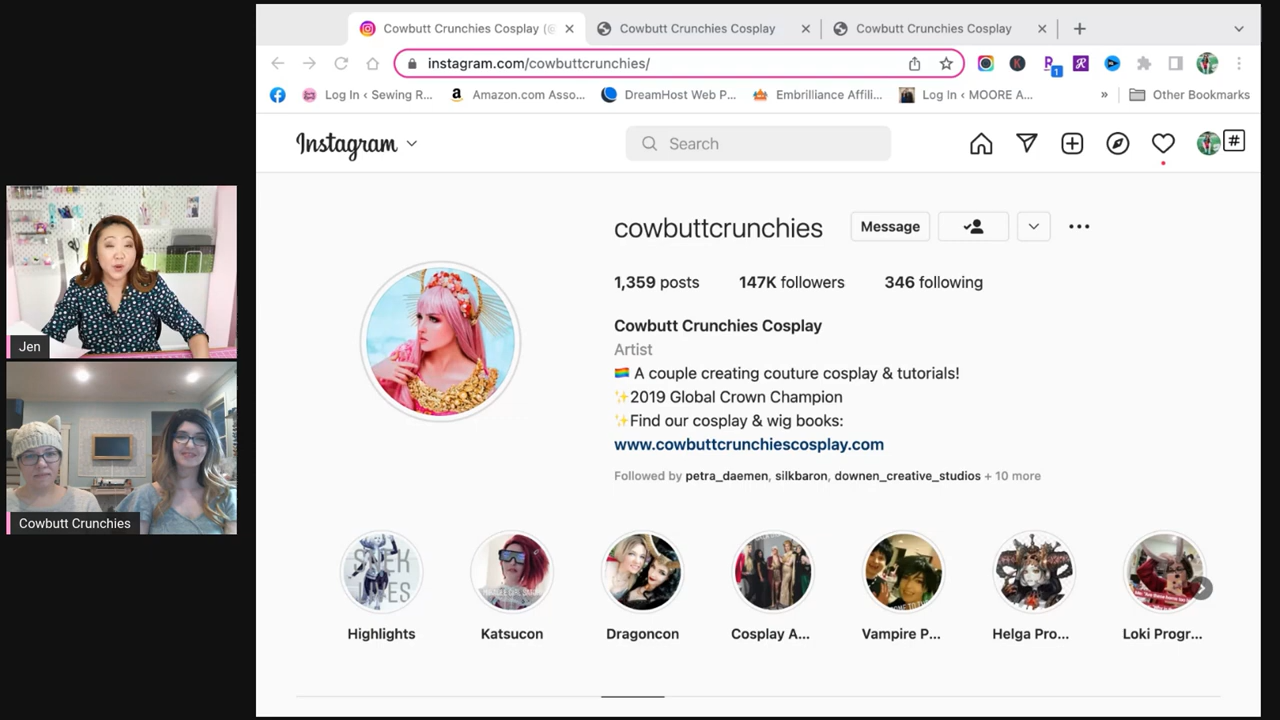 Cowbutt Crunchies Cosplay (@
Cowbutt Crunchies Cosplay
Cowbutt Crunchies Cosplay
instagram.com/cowbuttcrunchies/
1
Log In ‹ Sewing R...
Amazon.com Asso...
DreamHost Web P...
Embrilliance Affili...
Log In ‹ MOORE A...
»
Other Bookmarks
Instagram
Search
#
cowbuttcrunchies
Message
1,359 posts
147K followers
346 following
Cowbutt Crunchies Cosplay
Artist
🏳️‍🌈 A couple creating couture cosplay & tutorials!
✨2019 Global Crown Champion
✨Find our cosplay & wig books:
www.cowbuttcrunchiescosplay.com
Followed by petra_daemen, silkbaron, downen_creative_studios + 10 more
Highlights
Katsucon
Dragoncon
Cosplay A...
Vampire P...
Helga Pro...
Loki Progr...
Jen
Cowbutt Crunchies